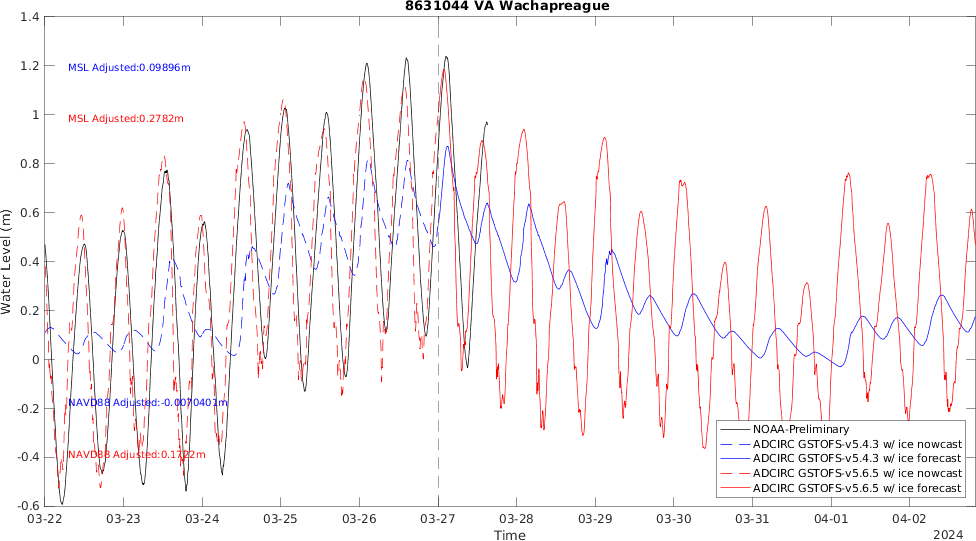 8631044 VA Wachapreague
1.4
1.2
1
0.8
0.6
0.4
0.2
0
-0.2
-0.4
-0.6
Water Level (m)
MSL Adjusted:0.09896m
MSL Adjusted:0.2782m
NAVD88 Adjusted:-0.0070401m
NAVD88 Adjusted:0.1722m
NOAA-Preliminary
ADCIRC GSTOFS-v5.4.3 w/ ice nowcast
ADCIRC GSTOFS-v5.4.3 w/ ice forecast
ADCIRC GSTOFS-v5.6.5 w/ ice nowcast
ADCIRC GSTOFS-v5.6.5 w/ ice forecast
03-22 03-23 03-24 03-25 03-26 03-27 03-28 03-29 03-30 03-31 04-01 04-02
Time
2024